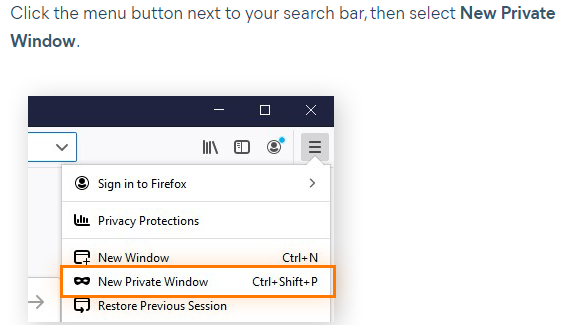 Click the menu button next to your search bar, then select New Private
Window.
Sign in to Firefox
Privacy Protections
New Window Ctrl+N
New Private Window Ctrl+Shift+P
Restore Previous Session